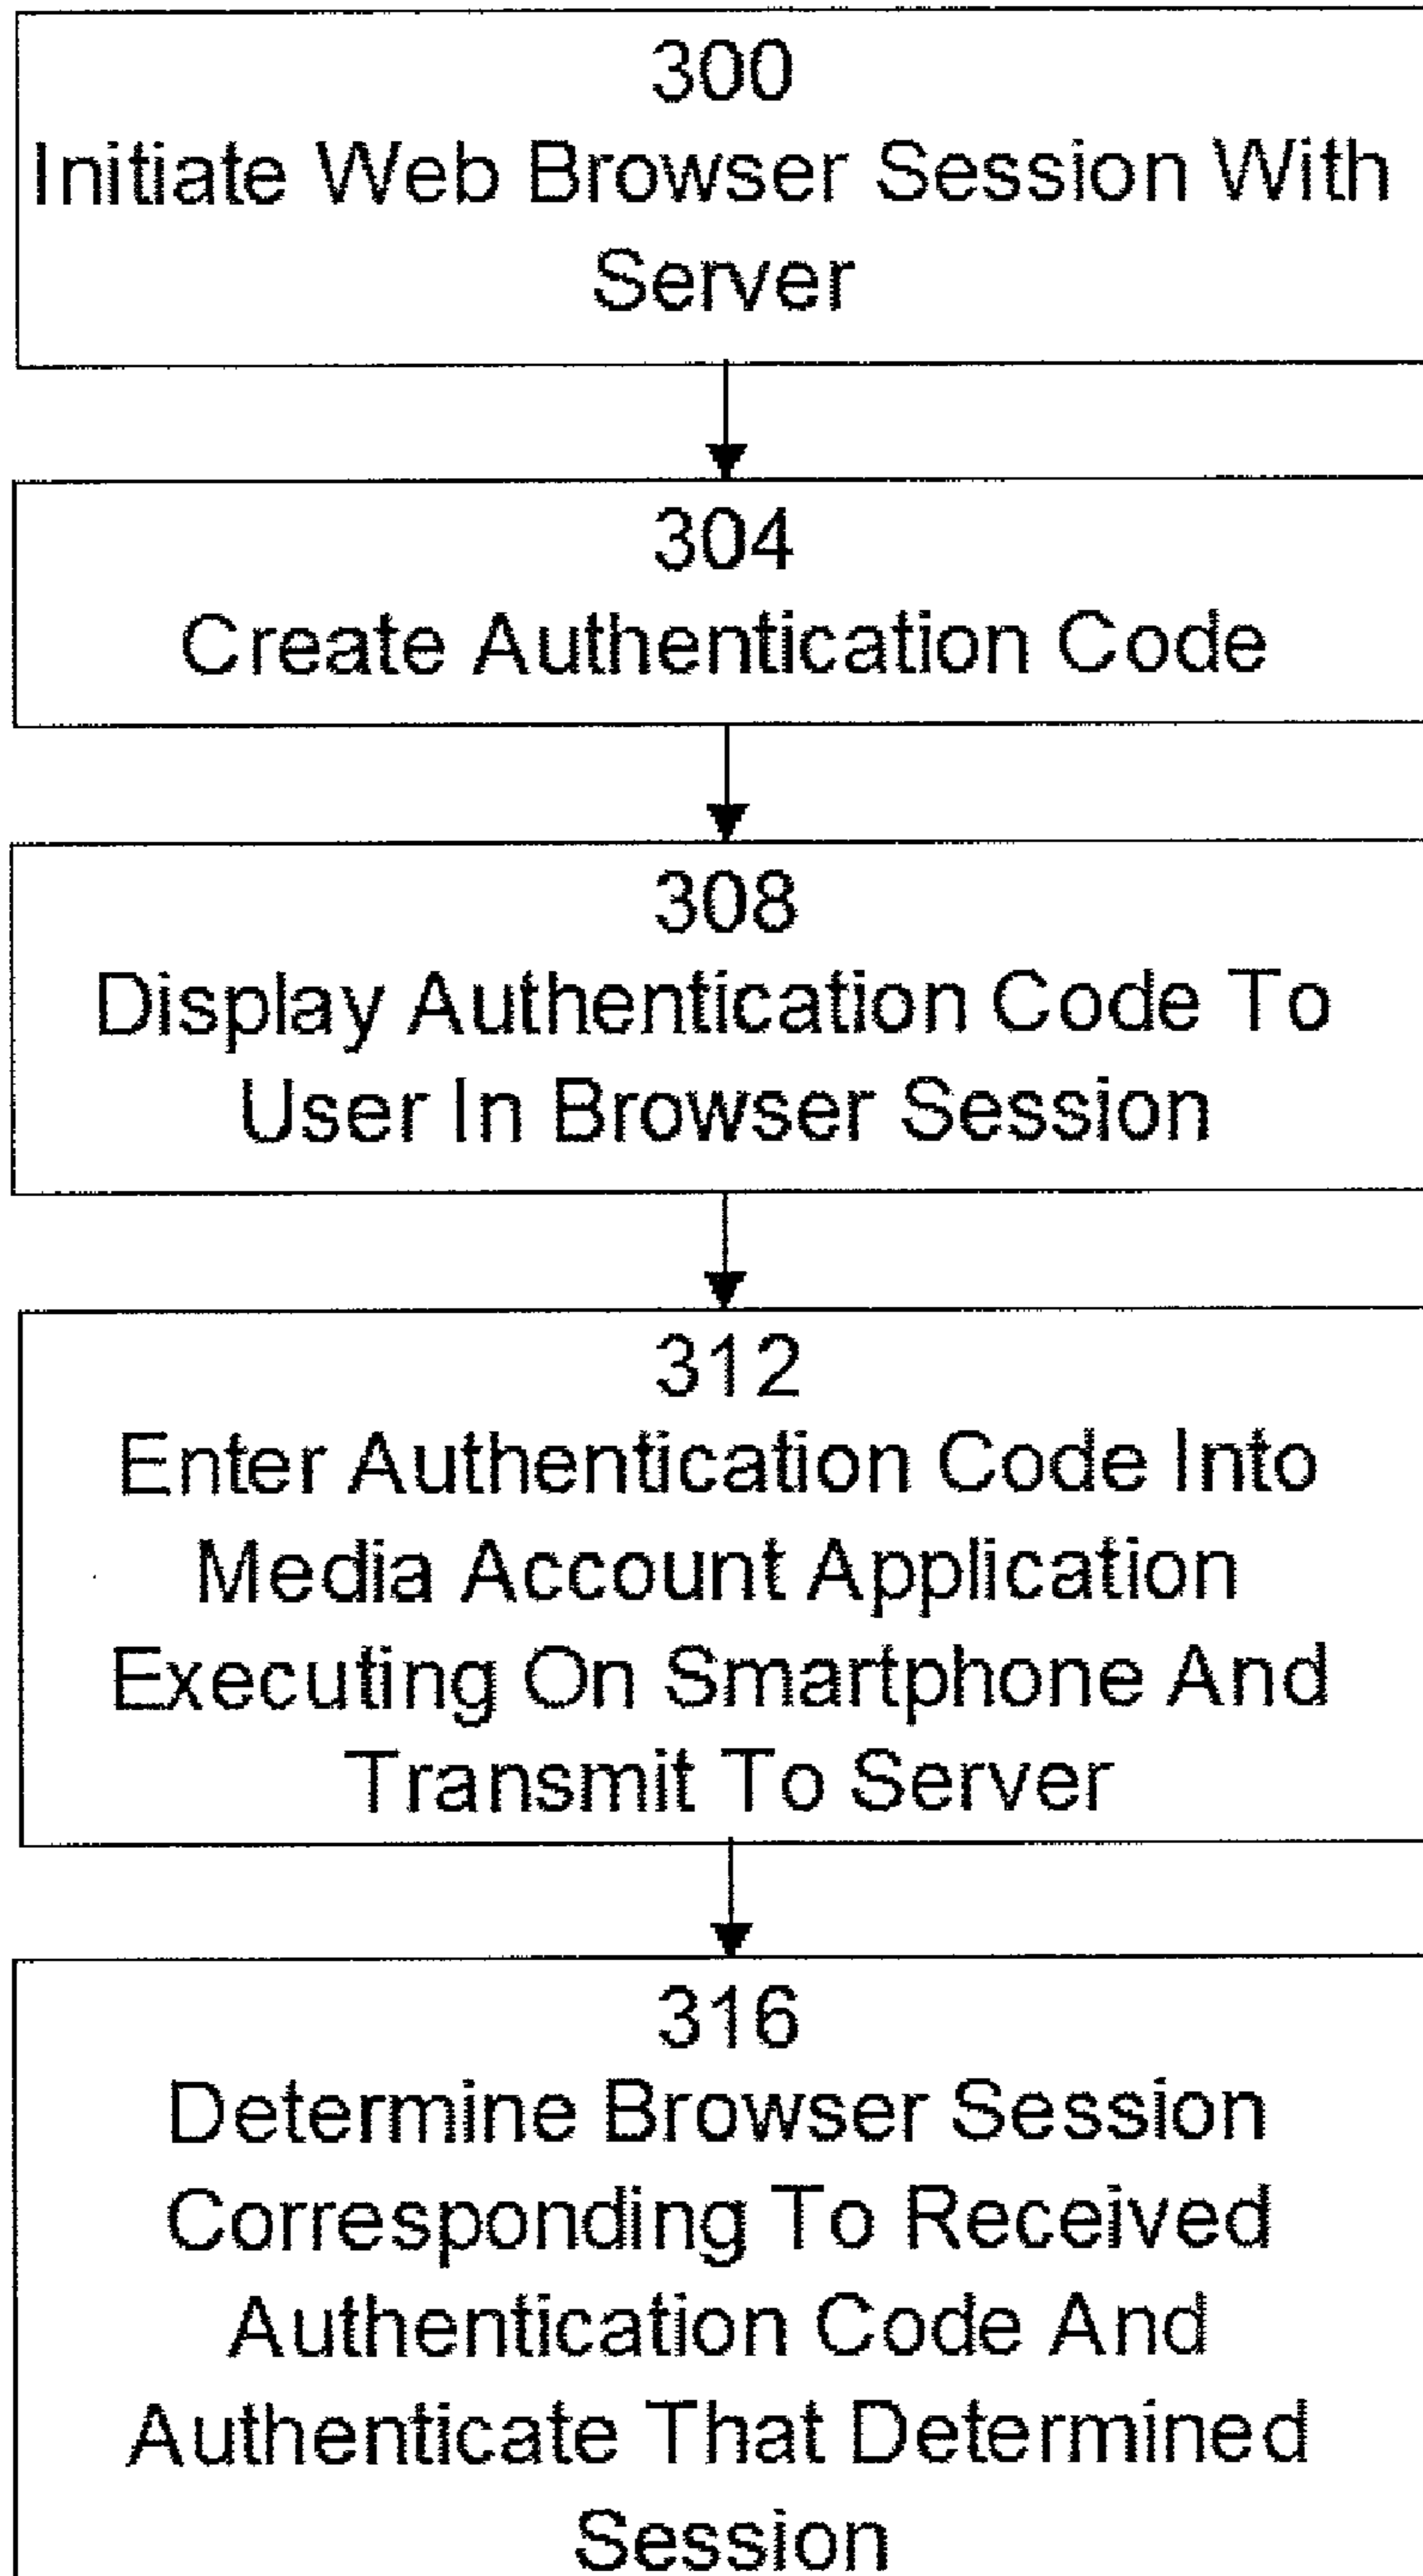 300
Initiate Web Browser Session With
Server
304
Create Authentication Code
308
Display Authentication Code To
User In Browser Session
312
Enter Authentication Code Into
Media Account Application
Executing On Smartphone And
Transmit To Server
316
Determine Browser Session
Corresponding To Received
Authentication Code And
Authenticate That Determined
Session